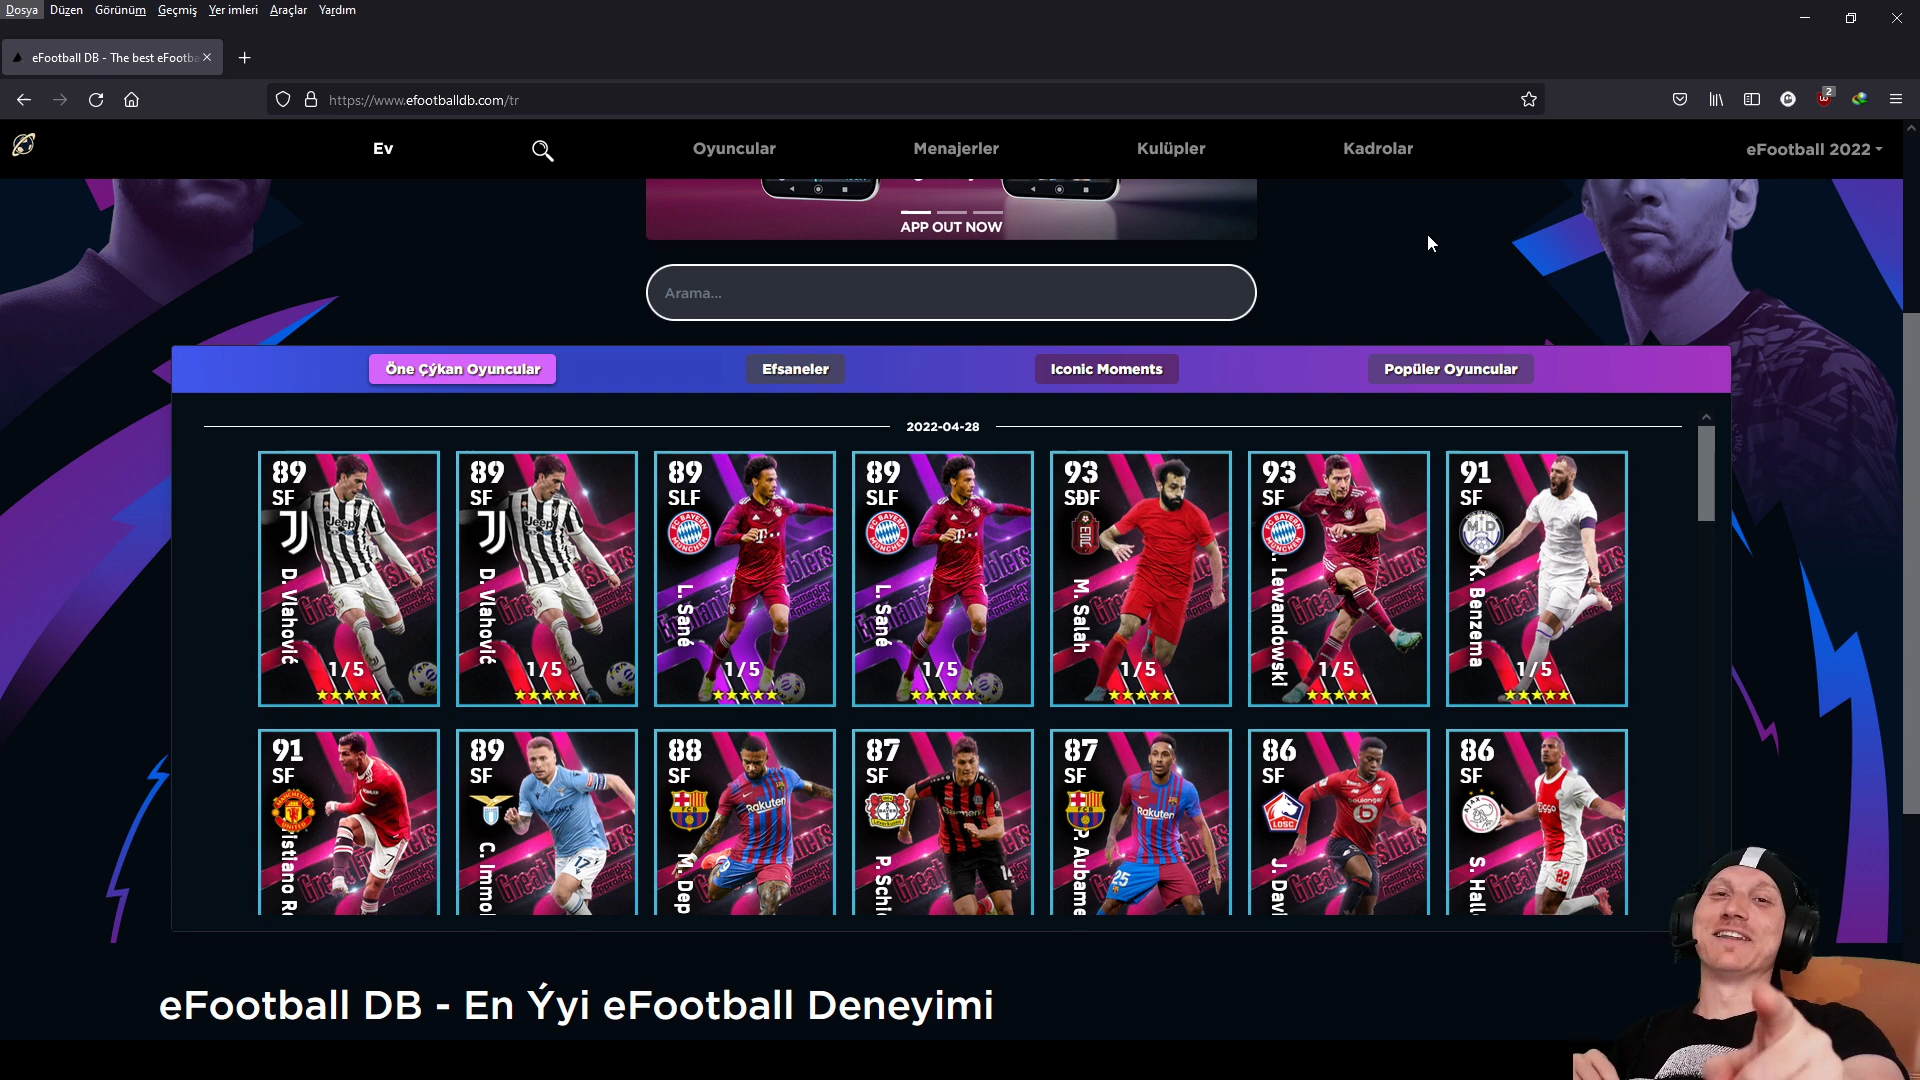 Dosya Düzen Görünüm Geçmiş Yer imleri Araçlar Yardım
eFootball DB - The best eFootba
https://www.efootballdb.com/tr
2
Ev Oyuncular Menajerler Kulüpler Kadrolar eFootball 2022
APP OUT NOW
Arama...
Öne Çýkan Oyuncular Efsaneler Iconic Moments Popüler Oyuncular
2022-04-28
89 89 89 89 93 93 91
SF SF SLF SLF SÐF SF SF
D. Vlahović D. Vlahović L. Sané L. Sané M. Salah . Lewandowski K. Benzema
1/5 1/5 1/5 1/5 1/5 1/5 1/5
91 89 88 87 87 86 86
SF SF SF SF SF SF SF
istiano Ro C. Immo M. Dep P. Schi P. Aubame J. Davi S. Hall
eFootball DB - En Ýyi eFootball Deneyimi